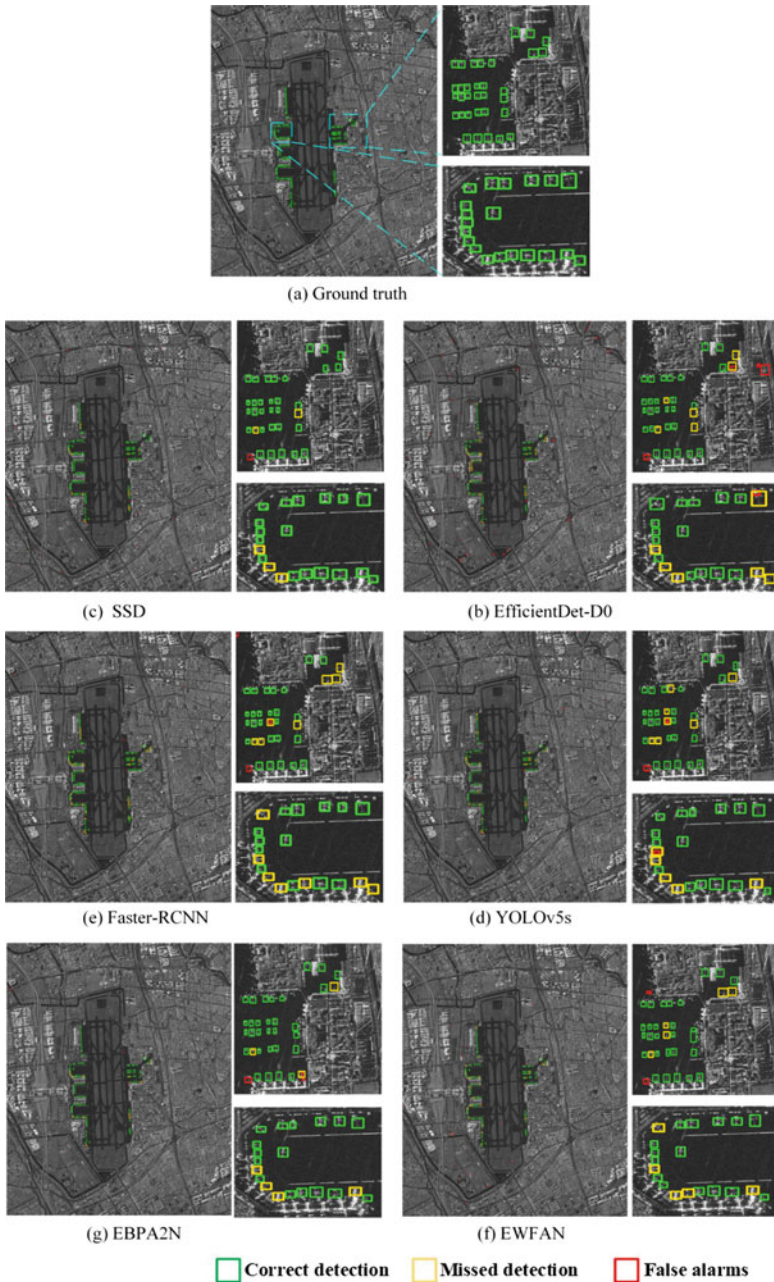 (a) Ground truth
(c) SSD
(b) EfficientDet-D0
(e) Faster-RCNN
(d) YOLOv5s
(g) EBPA2N
(f) EWFAN
Correct detection
Missed detection
False alarms